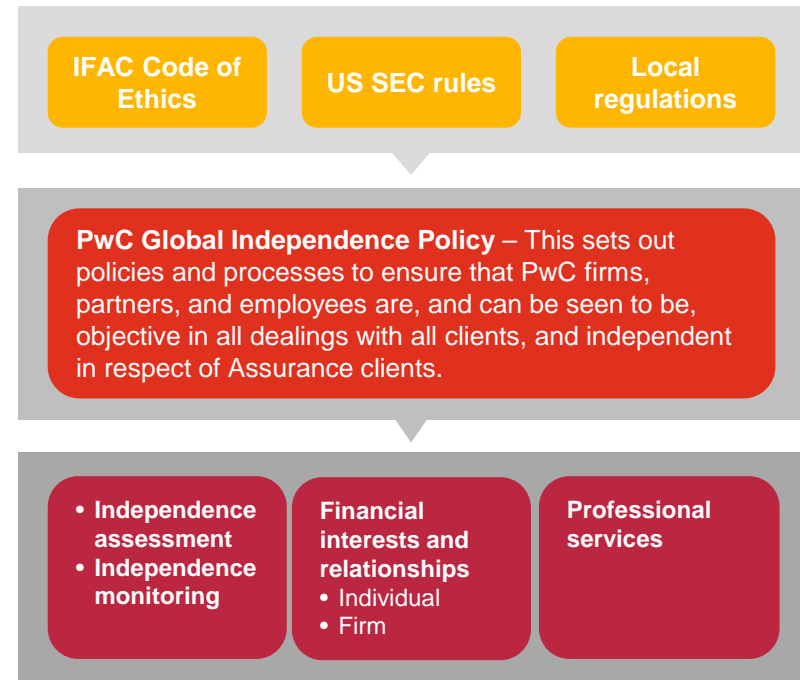 IFAC Code of
Ethics
US SEC rules
Local
regulations
PwC Global Independence Policy – This sets out
policies and processes to ensure that PwC firms,
partners, and employees are, and can be seen to be,
objective in all dealings with all clients, and independent
in respect of Assurance clients.
• Independence
assessment
• Independence
monitoring
Financial
interests and
relationships
• Individual
• Firm
Professional
services